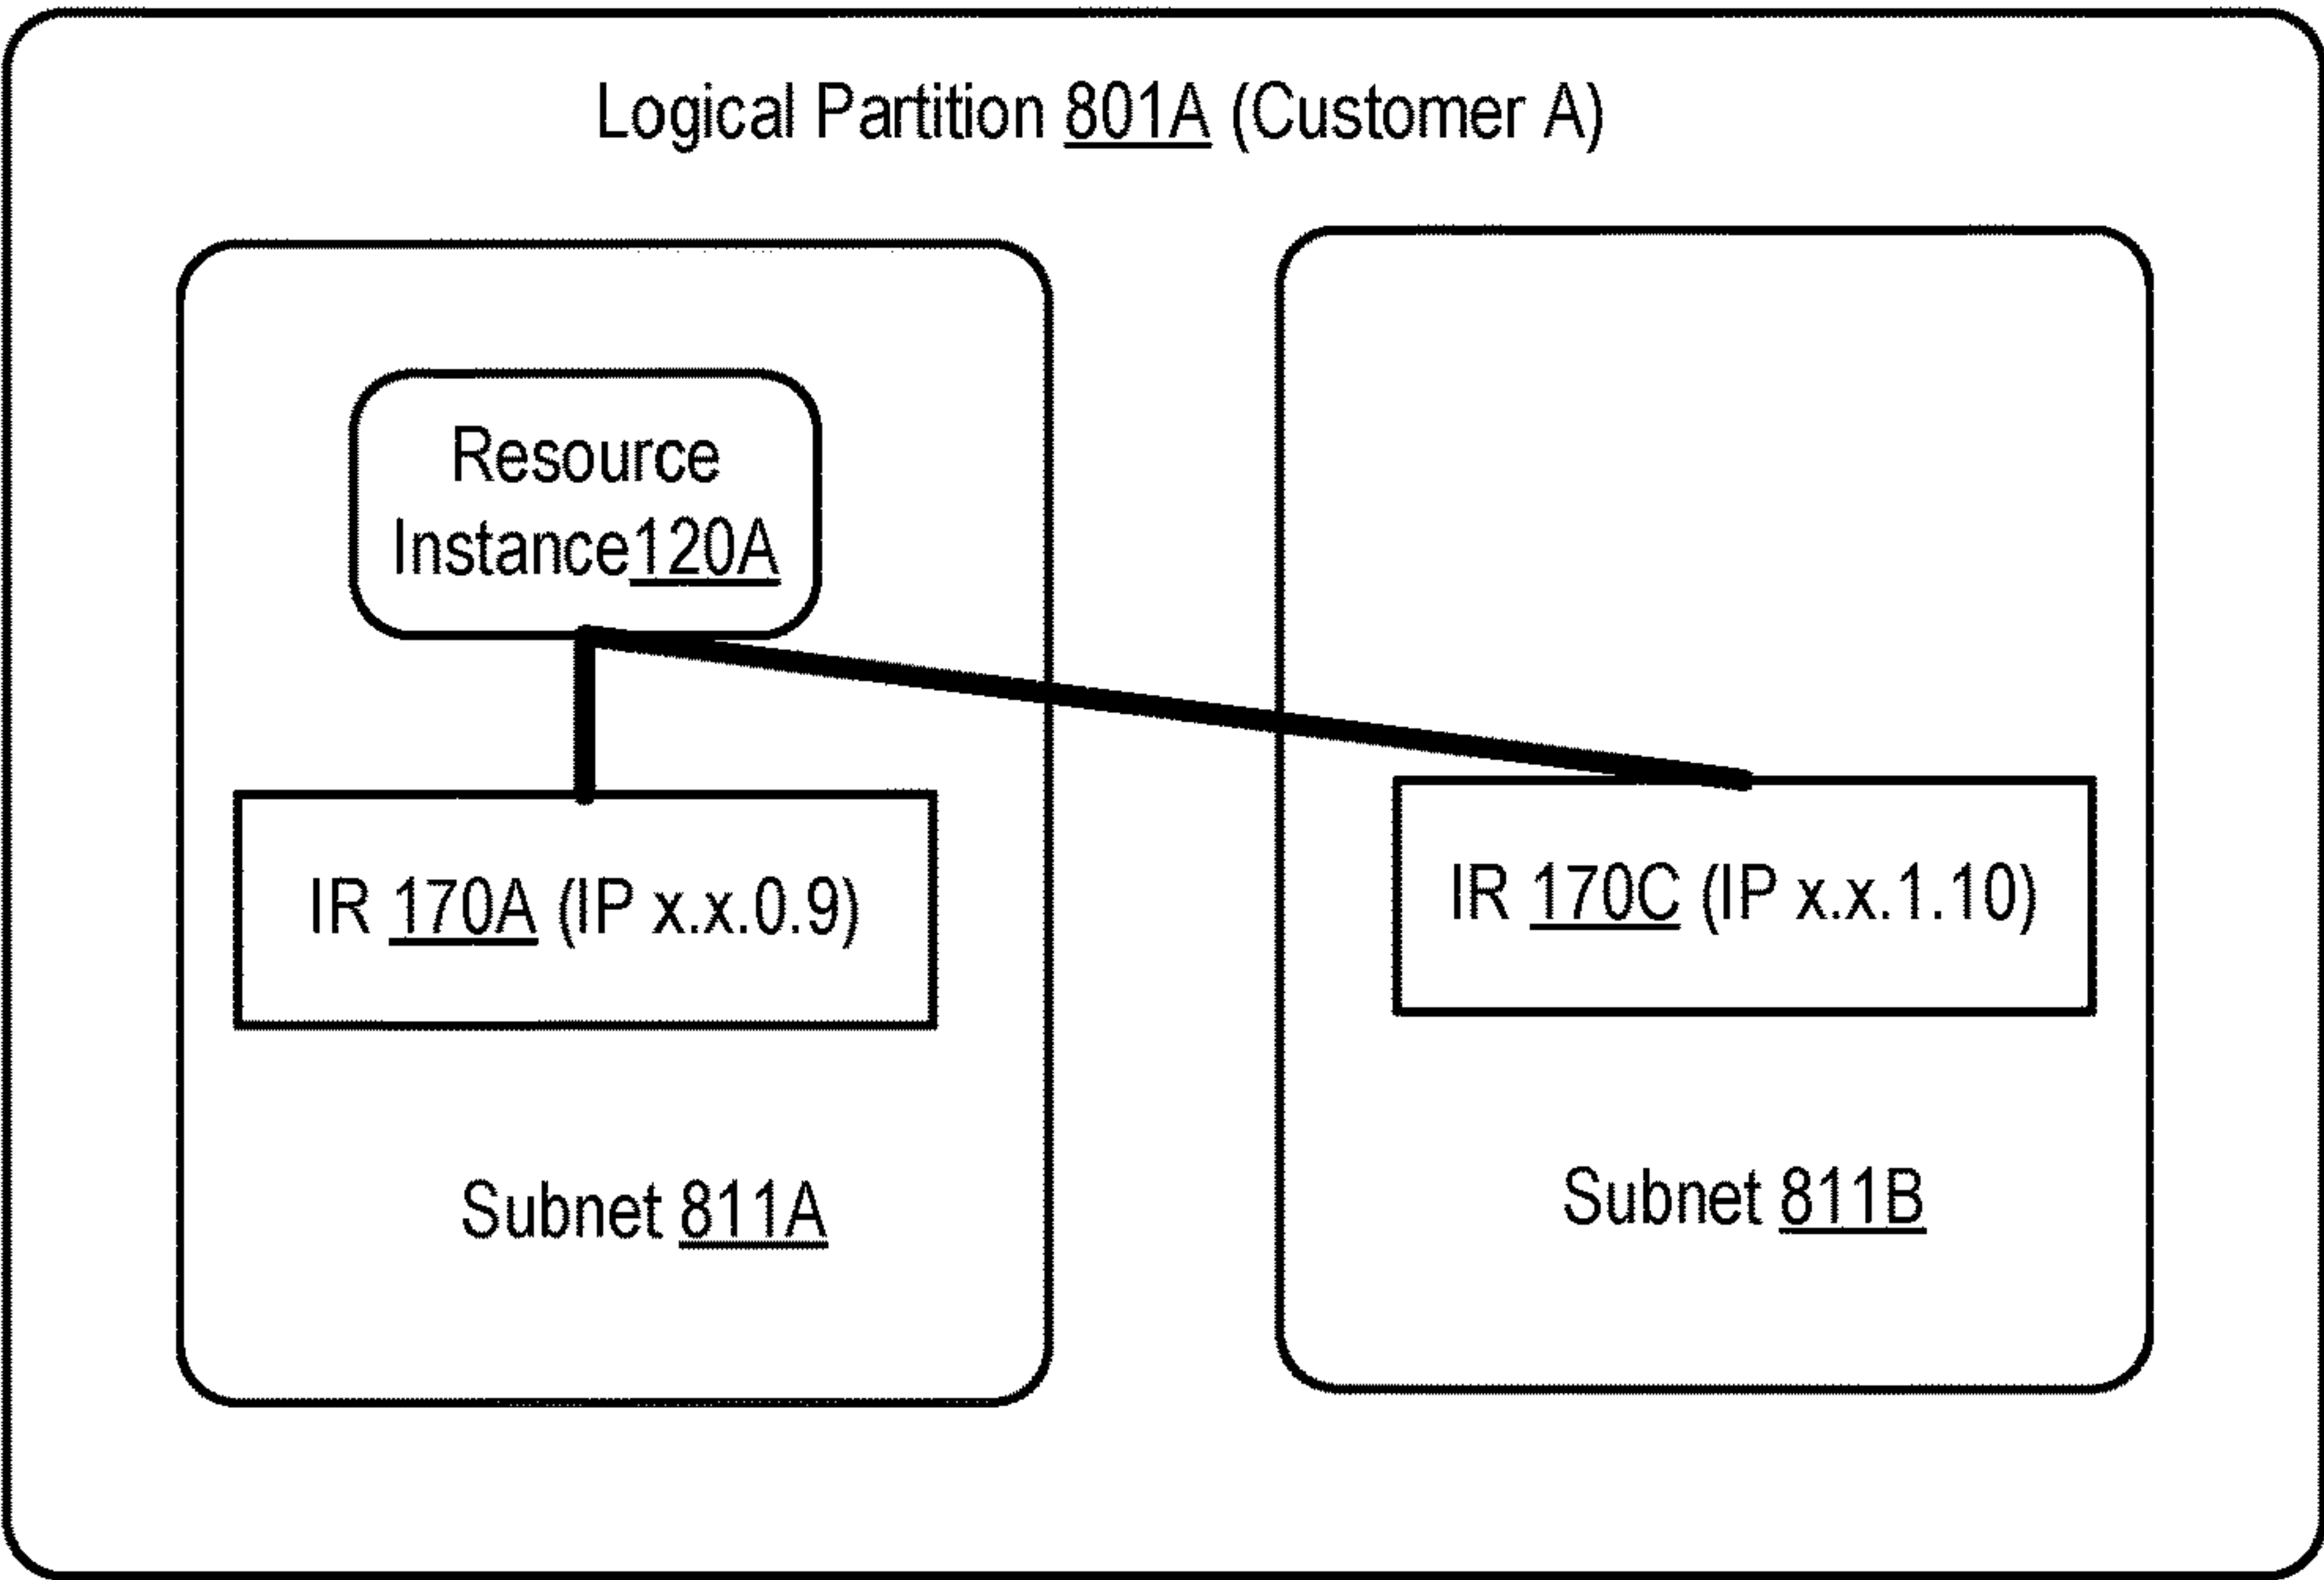 Logical Partition 801A (Customer A)
Resource
Instance120A
IR 170A (IP x.x.0.9)
IR 170C (IP x.x.1.10)
Subnet 811A
Subnet 811B